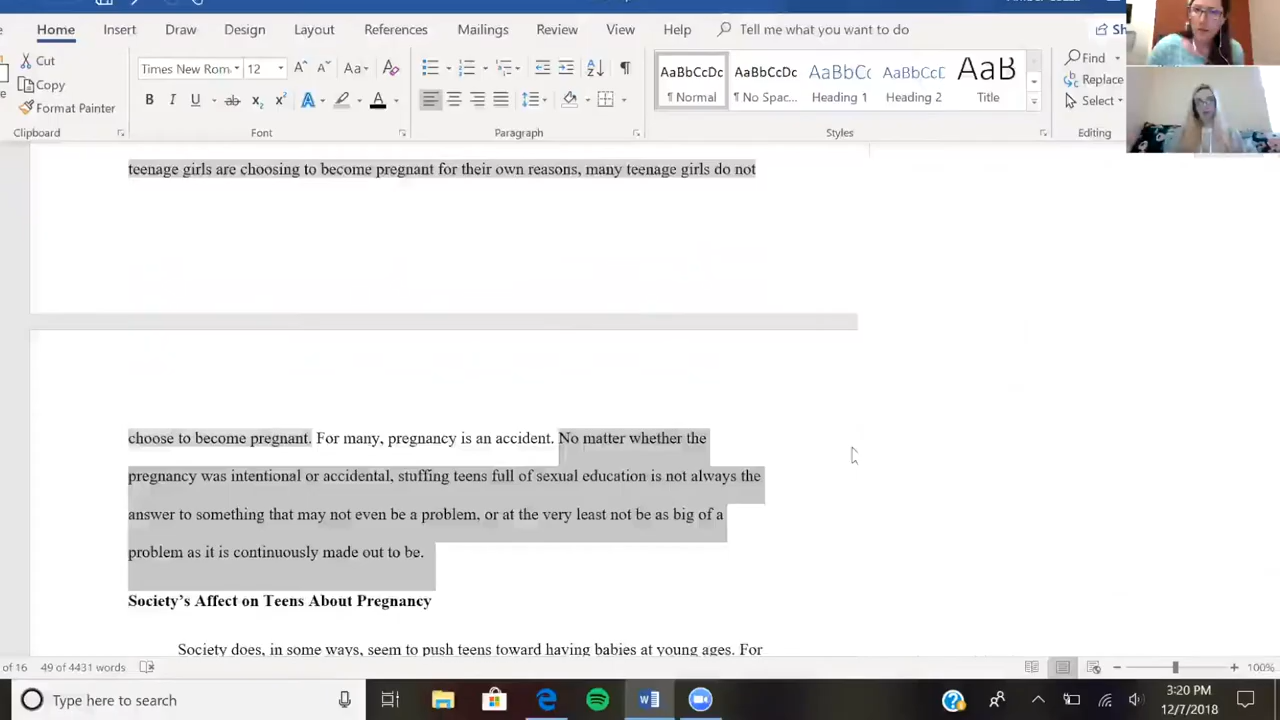 Home Insert Draw Design Layout References Mailings Review View Help Tell me what you want to do Sh
Cut
Copy
Format Painter
Clipboard
Times New Rom 12
Aa
B I U ab x2 x2 A A
Font
Paragraph
AaBbCcDc AaBbCcDc AaBbCc AaBbCcD AaB
¶ Normal ¶ No Spac... Heading 1 Heading 2 Title
Styles
Find
Replace
Select
Editing
teenage girls are choosing to become pregnant for their own reasons, many teenage girls do not
choose to become pregnant. For many, pregnancy is an accident. No matter whether the
pregnancy was intentional or accidental, stuffing teens full of sexual education is not always the
answer to something that may not even be a problem, or at the very least not be as big of a
problem as it is continuously made out to be.
Society’s Affect on Teens About Pregnancy
Society does, in some ways, seem to push teens toward having babies at young ages. For
of 16 49 of 4431 words 100%
Type here to search
3:20 PM
12/7/2018